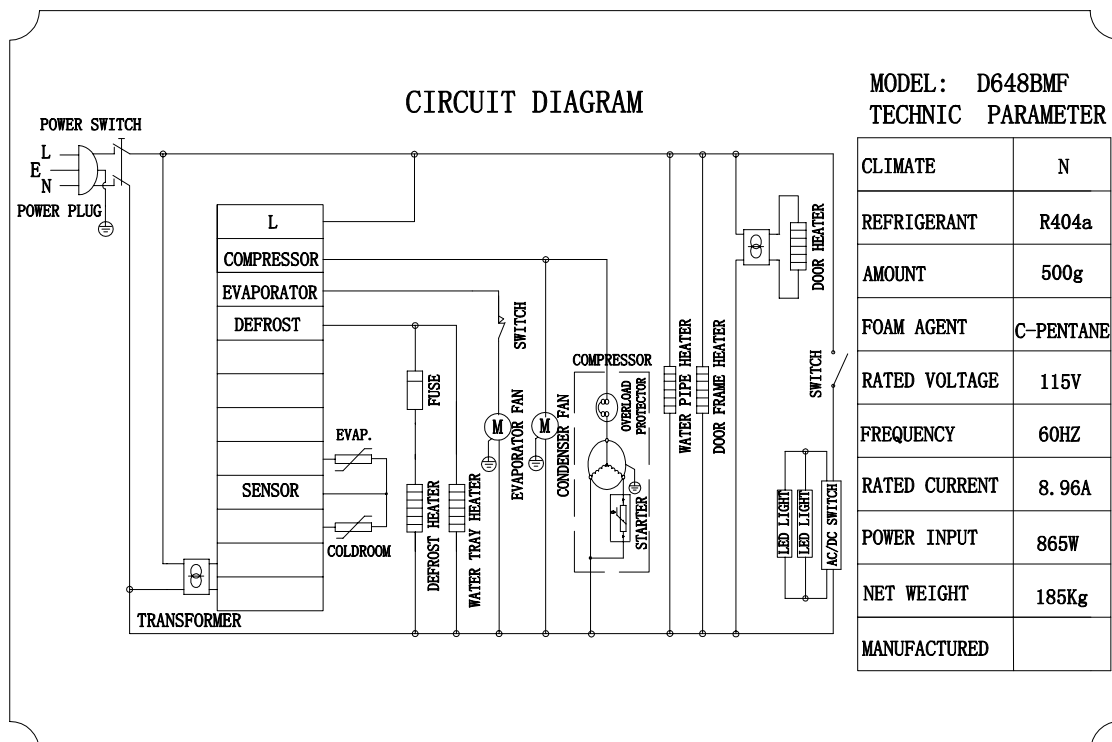 CIRCUIT DIAGRAM
MODEL: D648BMF
TECHNIC PARAMETER
POWER SWITCH
L
E
N
POWER PLUG
L
COMPRESSOR
EVAPORATOR
DEFROST
SENSOR
EVAP.
COLDROOM
TRANSFORMER
FUSE
DEFROST HEATER
WATER TRAY HEATER
SWITCH
M
EVAPORATOR FAN
M
CONDENSER FAN
COMPRESSOR
OVERLOAD
PROTECTOR
STARTER
WATER PIPE HEATER
DOOR FRAME HEATER
DOOR HEATER
SWITCH
LED LIGHT
LED LIGHT
AC/DC SWITCH
CLIMATE N
REFRIGERANT R404a
AMOUNT 500g
FOAM AGENT C-PENTANE
RATED VOLTAGE 115V
FREQUENCY 60HZ
RATED CURRENT 8.96A
POWER INPUT 865W
NET WEIGHT 185Kg
MANUFACTURED